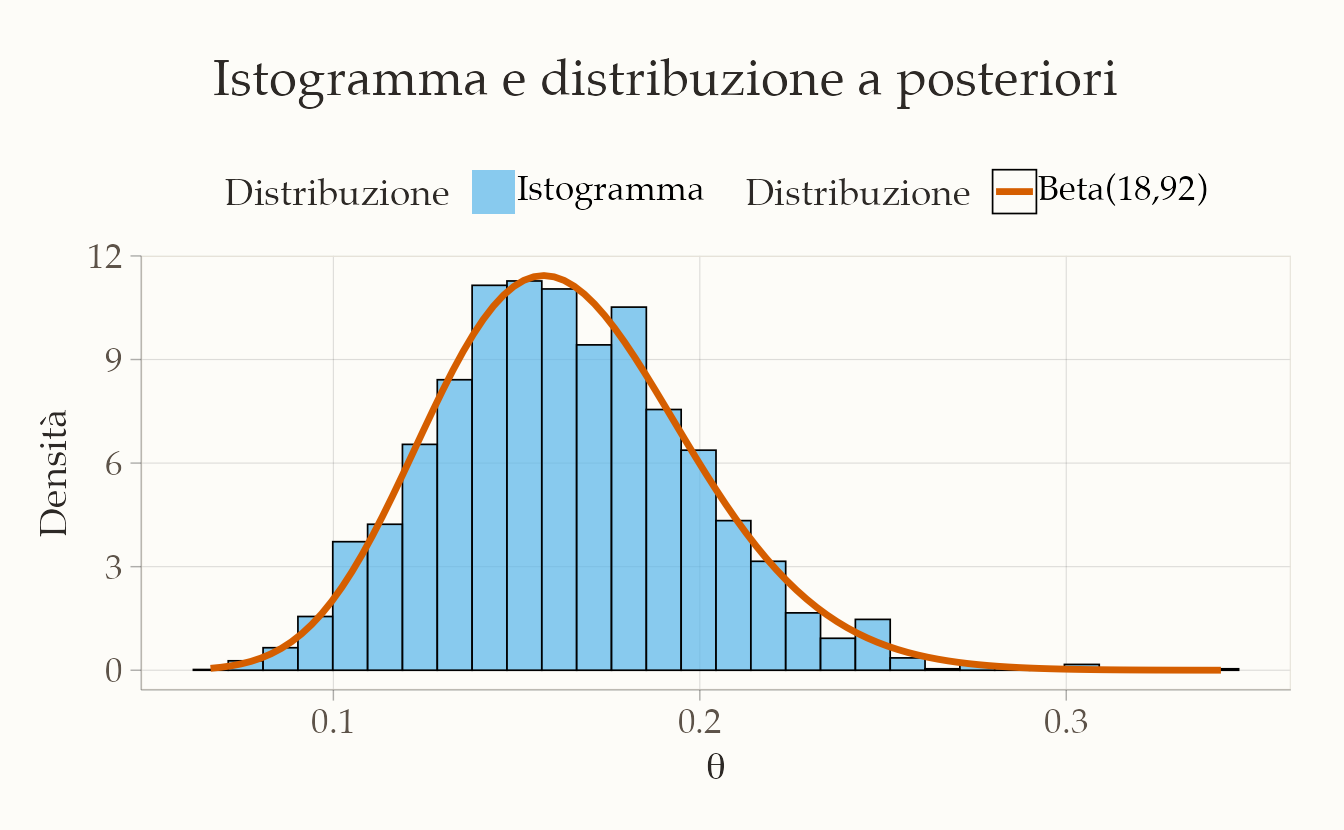 Istogramma e distribuzione a posteriori
Distribuzione Istogramma Distribuzione Beta(18,92)
12
9
6
3
0
Densità
0.1 0.2 0.3
θ